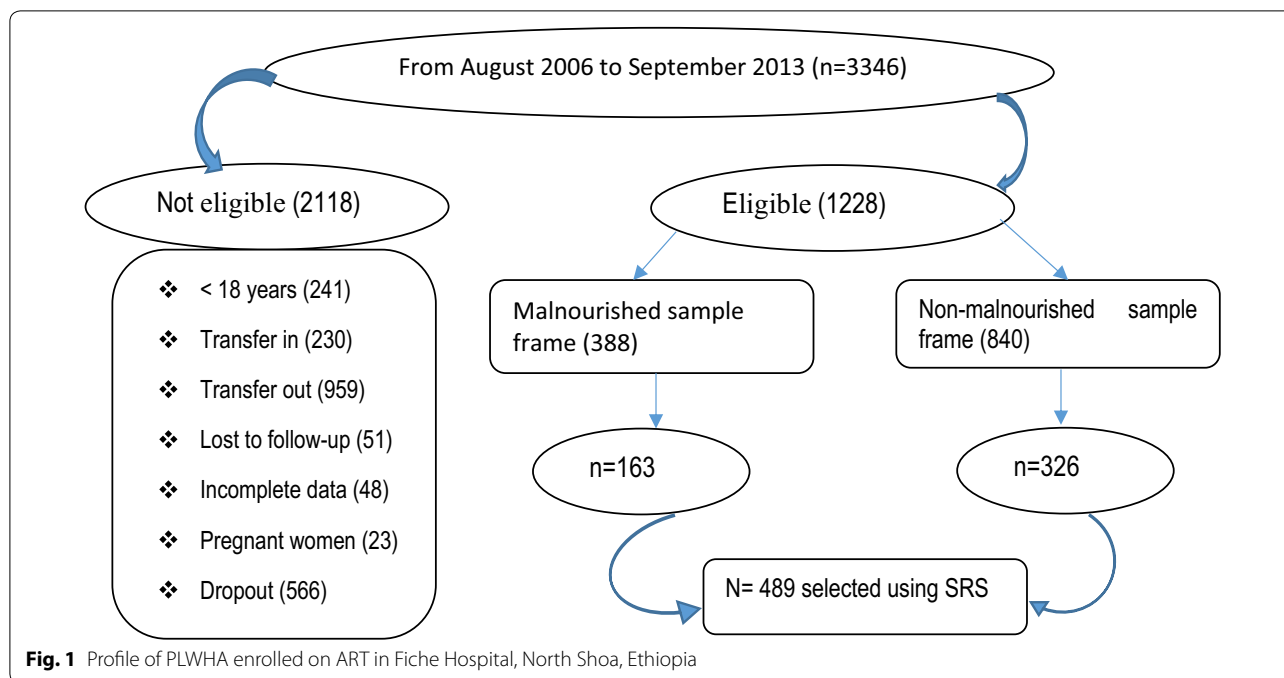 From August 2006 to September 2013 (n=3346)
Not eligible (2118)
Eligible (1228)
❖ < 18 years (241)
❖ Transfer in (230)
❖ Transfer out (959)
❖ Lost to follow-up (51)
❖ Incomplete data (48)
❖ Pregnant women (23)
❖ Dropout (566)
Malnourished sample
frame (388)
Non-malnourished sample
frame (840)
n=163
n=326
N= 489 selected using SRS
Fig. 1 Profile of PLWHA enrolled on ART in Fiche Hospital, North Shoa, Ethiopia